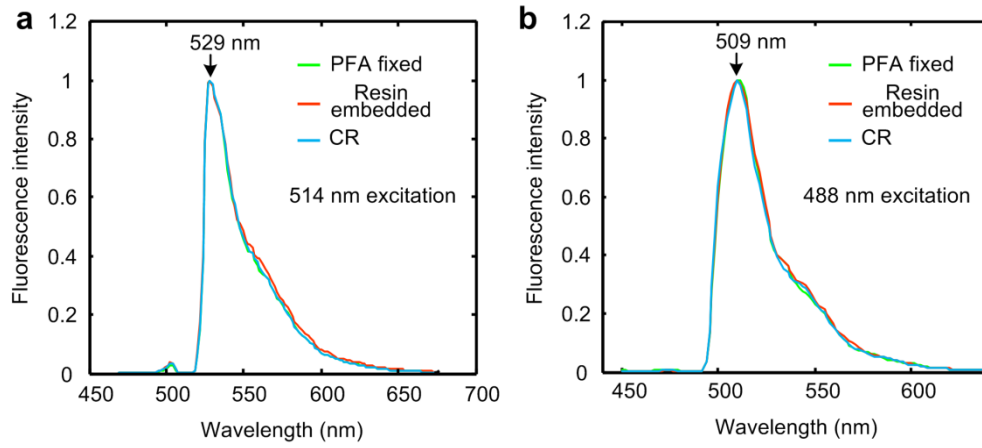 a
1.2
1
0.8
0.6
0.4
0.2
0
Fluorescence intensity
529 nm
PFA fixed
Resin
embedded
CR
514 nm excitation
450 500 550 600 650 700
Wavelength (nm)
b
1.2
1
0.8
0.6
0.4
0.2
0
Fluorescence intensity
509 nm
PFA fixed
Resin
embedded
CR
488 nm excitation
450 500 550 600
Wavelength (nm)